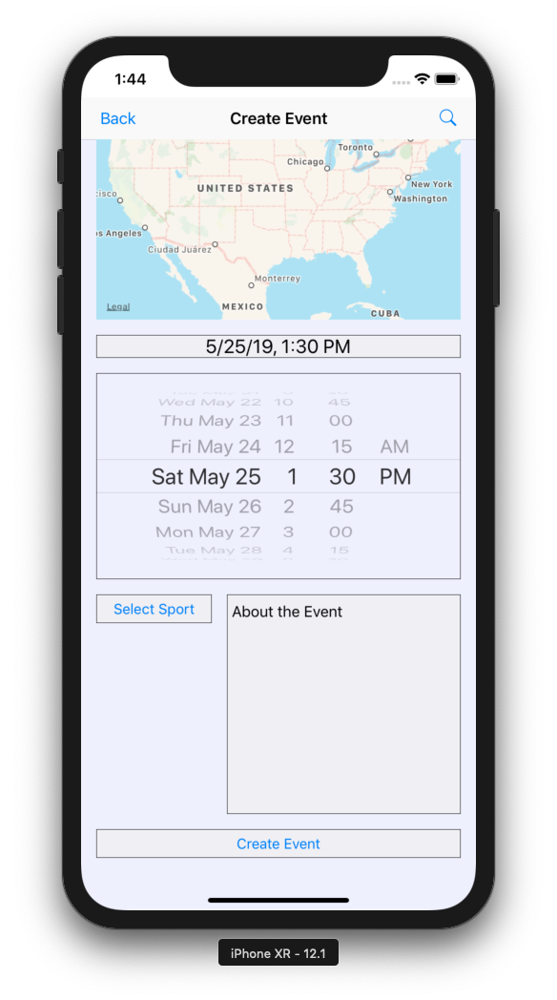 1:44
Back Create Event
Toronto
Chicago
UNITED STATES New York
isco Washington
s Angeles
Ciudad Juárez
Monterrey
Legal MEXICO
CUBA
5/25/19, 1:30 PM
Wed May 22 10 45
Thu May 23 11 00
Fri May 24 12 15 AM
Sat May 25 1 30 PM
Sun May 26 2 45
Mon May 27 3 00
Tue May 28 4 15
Select Sport About the Event
Create Event
iPhone XR - 12.1